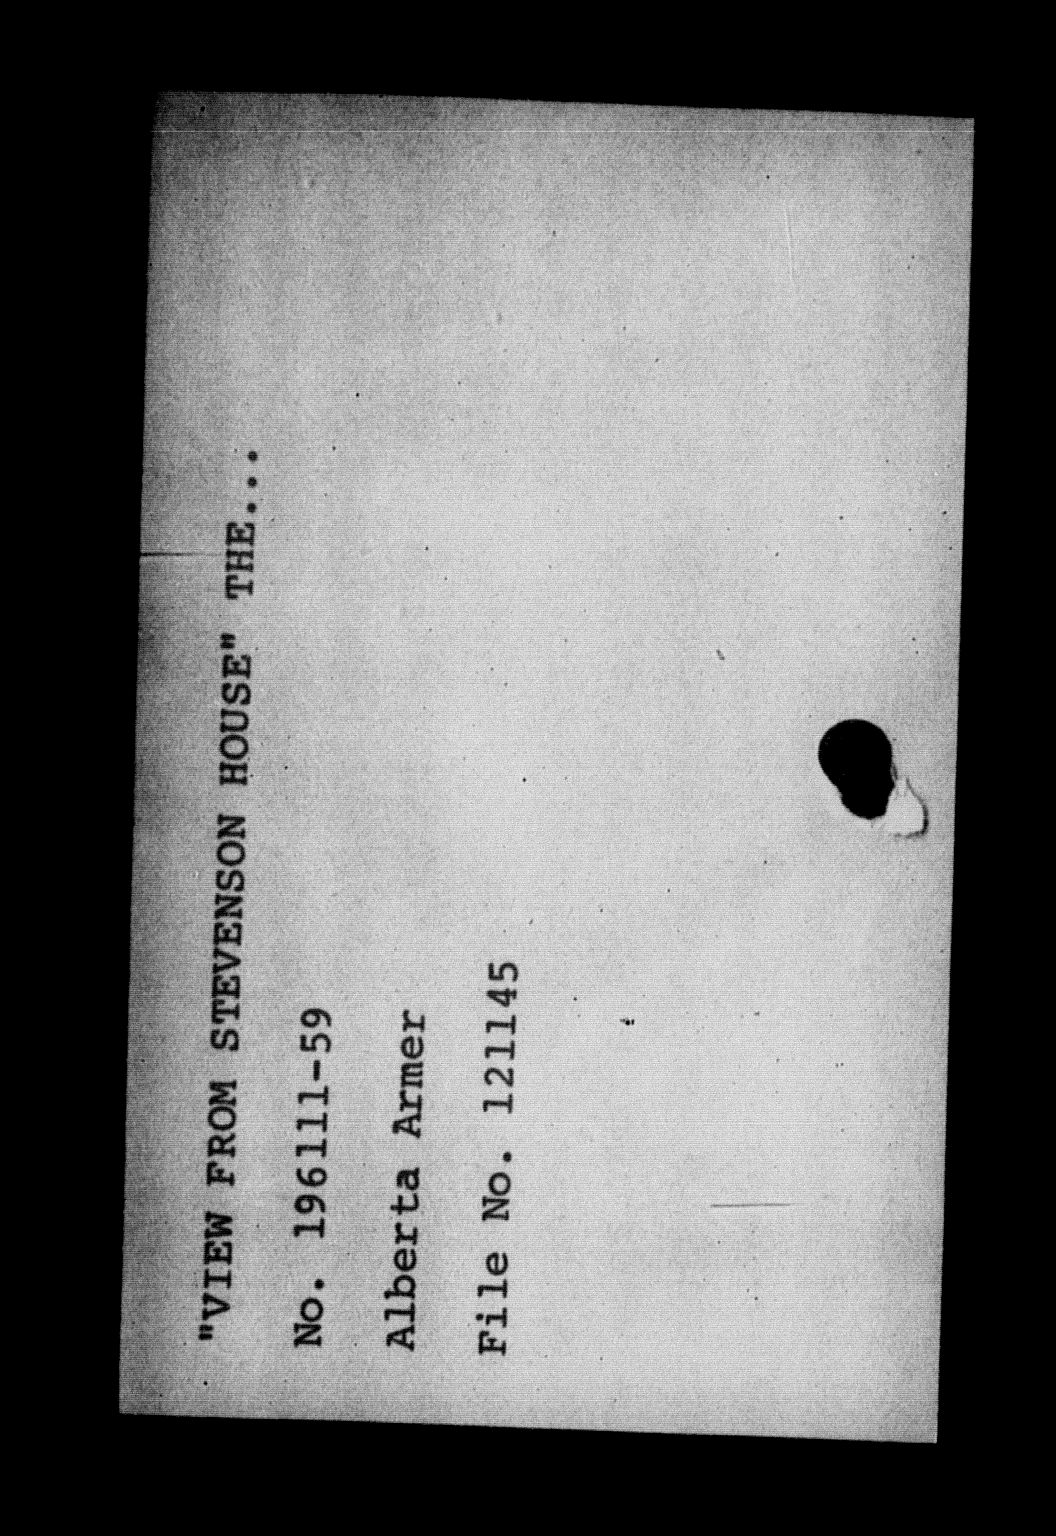 "VIEW FROM STEVENSON HOUSE" THE...
No. 196111-59
Alberta Armer
File No. 121145